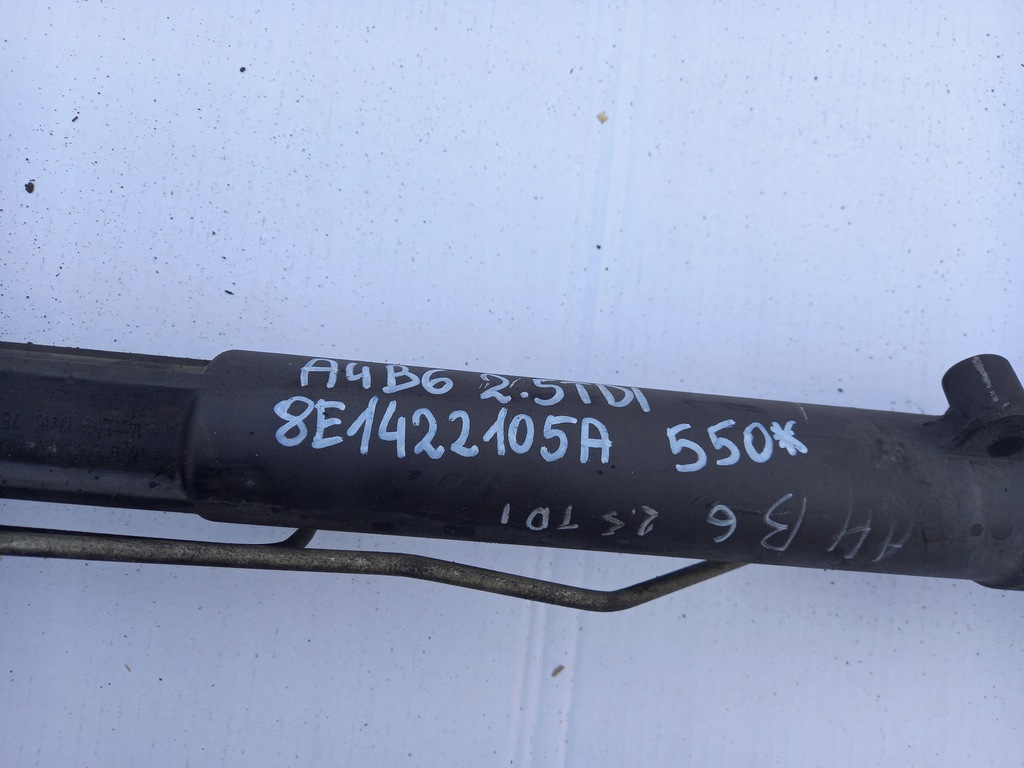 A4B6 2.5TDI
8E1422105A 550*
A4 B6 2.5 TDI